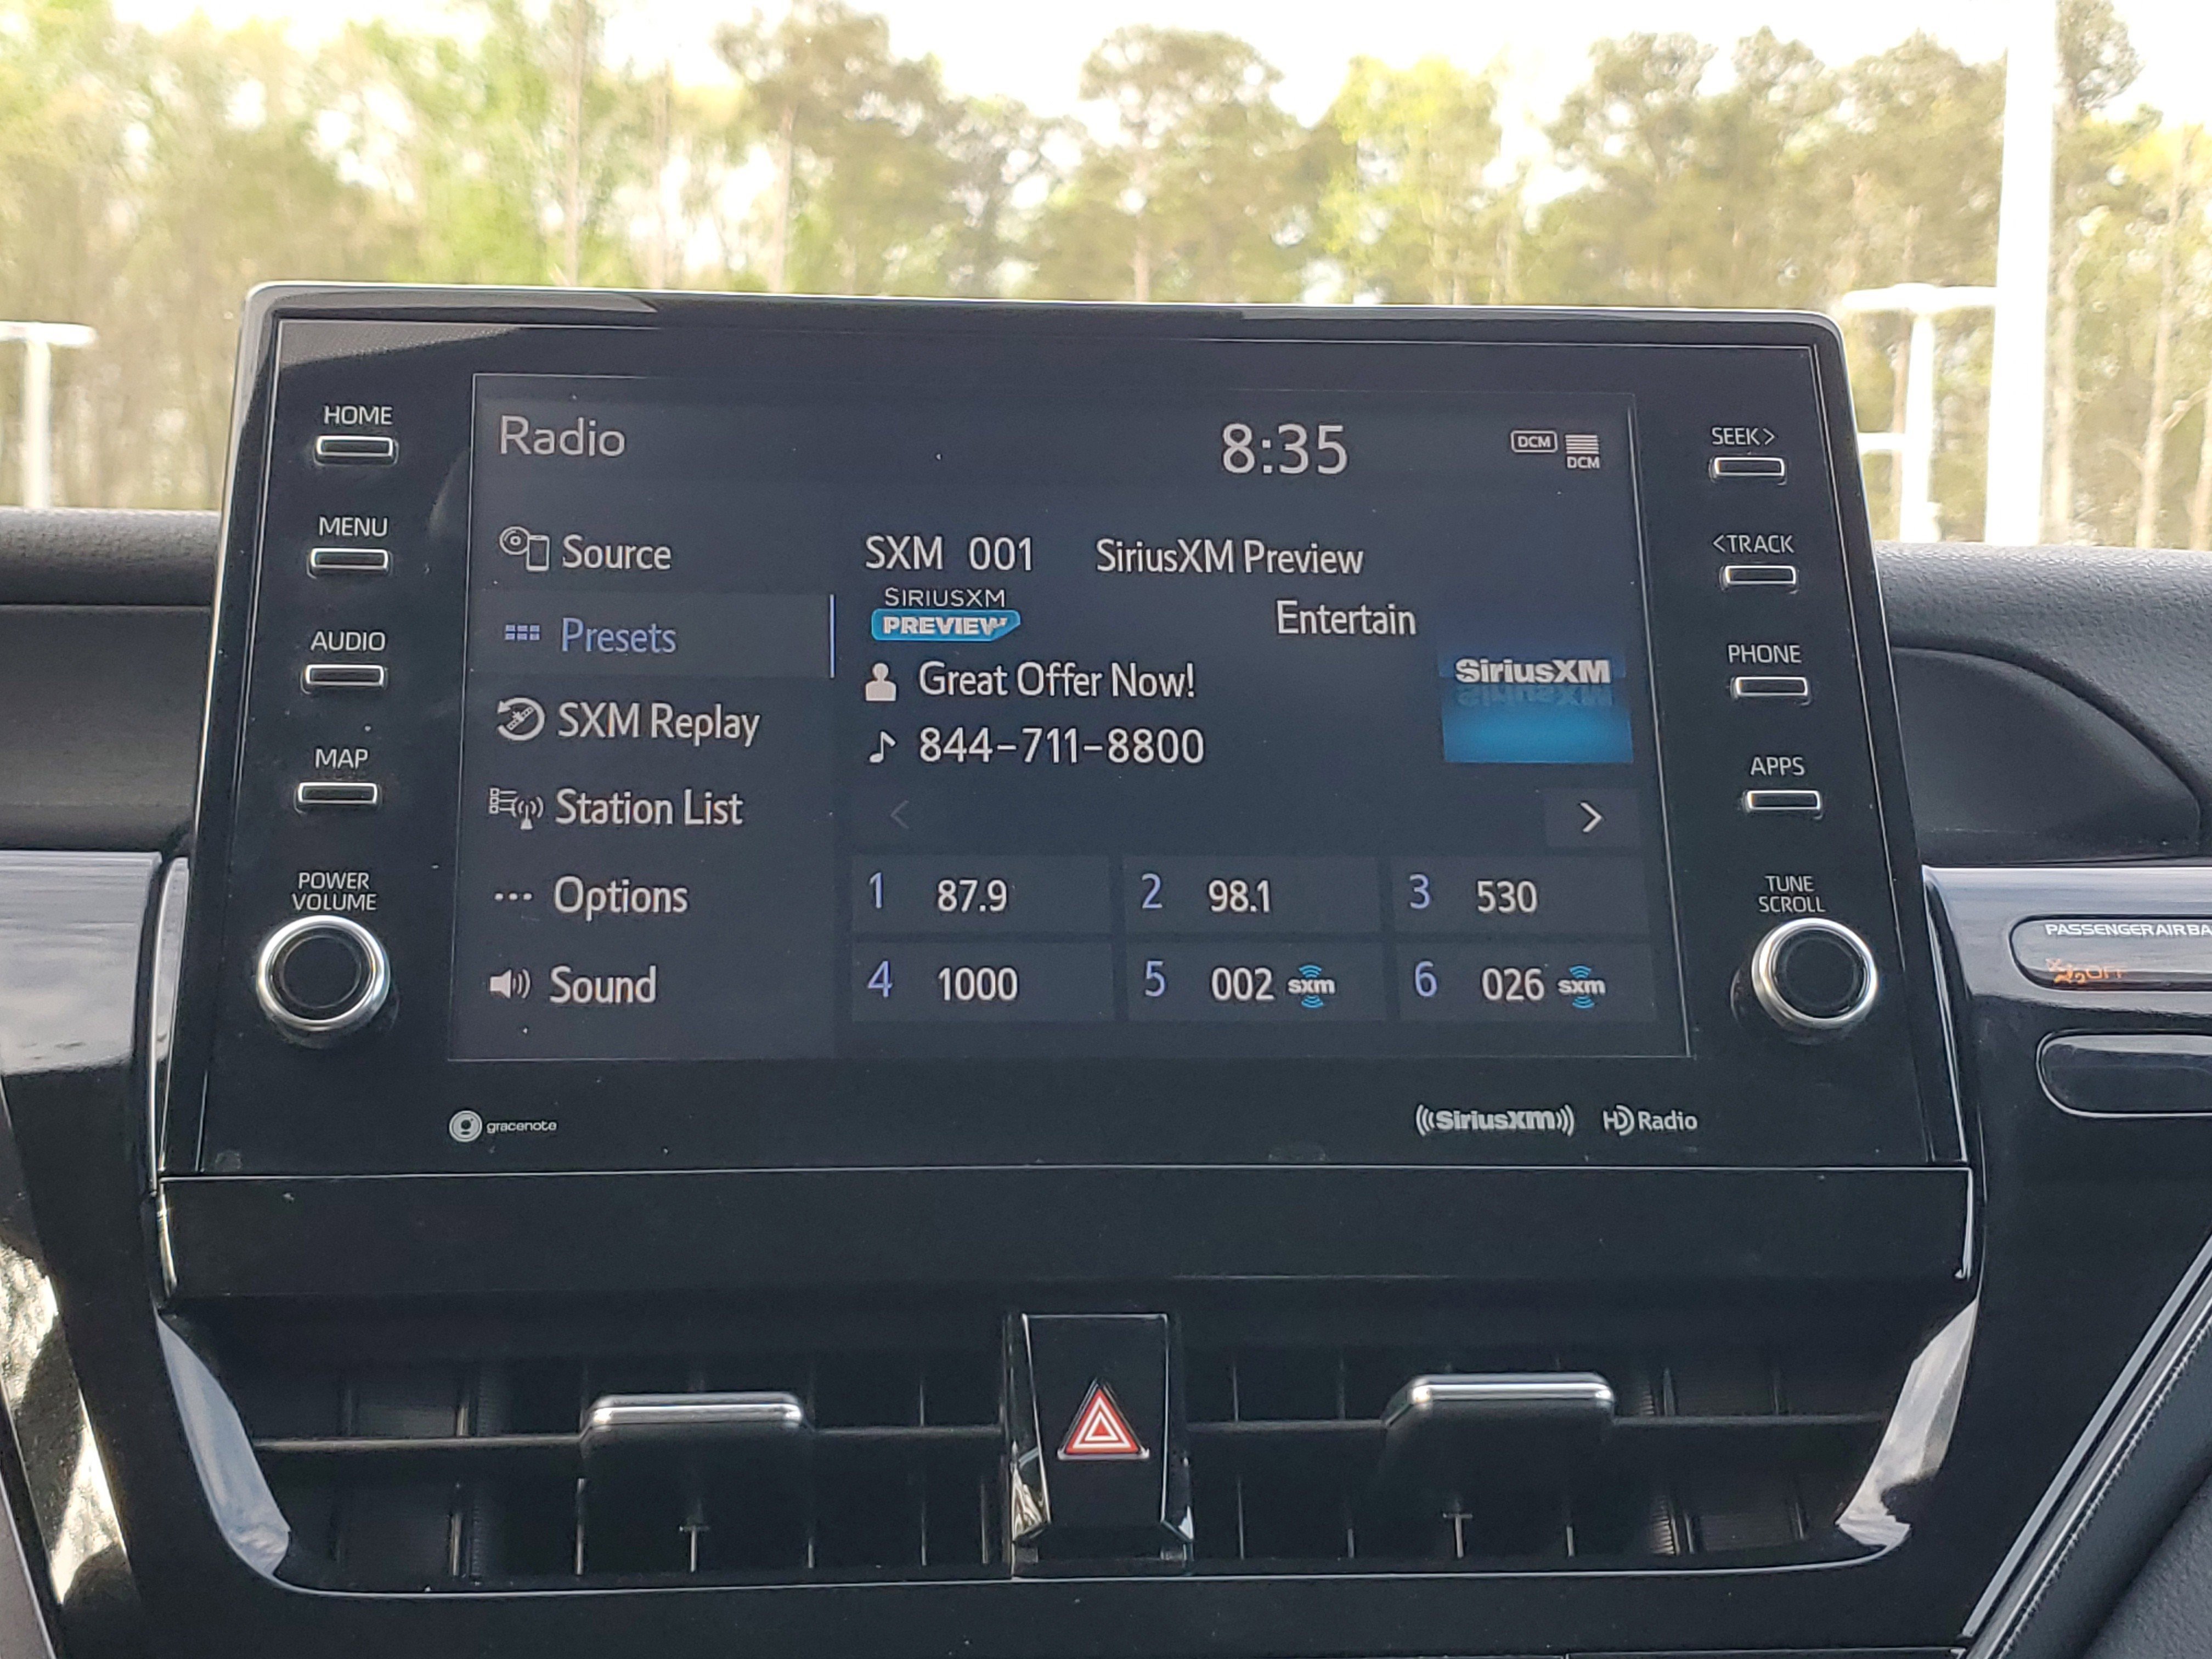 HOME
MENU
AUDIO
MAP
POWER
VOLUME
Radio
8:35
DCM
DCM
Source
Presets
SXM Replay
Station List
Options
Sound
SXM 001 SiriusXM Preview
SIRIUSXM
PREVIEW
Entertain
Great Offer Now!
844-711-8800
SiriusXM
<
>
1 87.9
2 98.1
3 530
4 1000
5 002 sxm
6 026 sxm
SEEK>
<TRACK
PHONE
APPS
TUNE
SCROLL
gracenote
((SiriusXM))
HD Radio
PASSENGER AIR BA
OFF